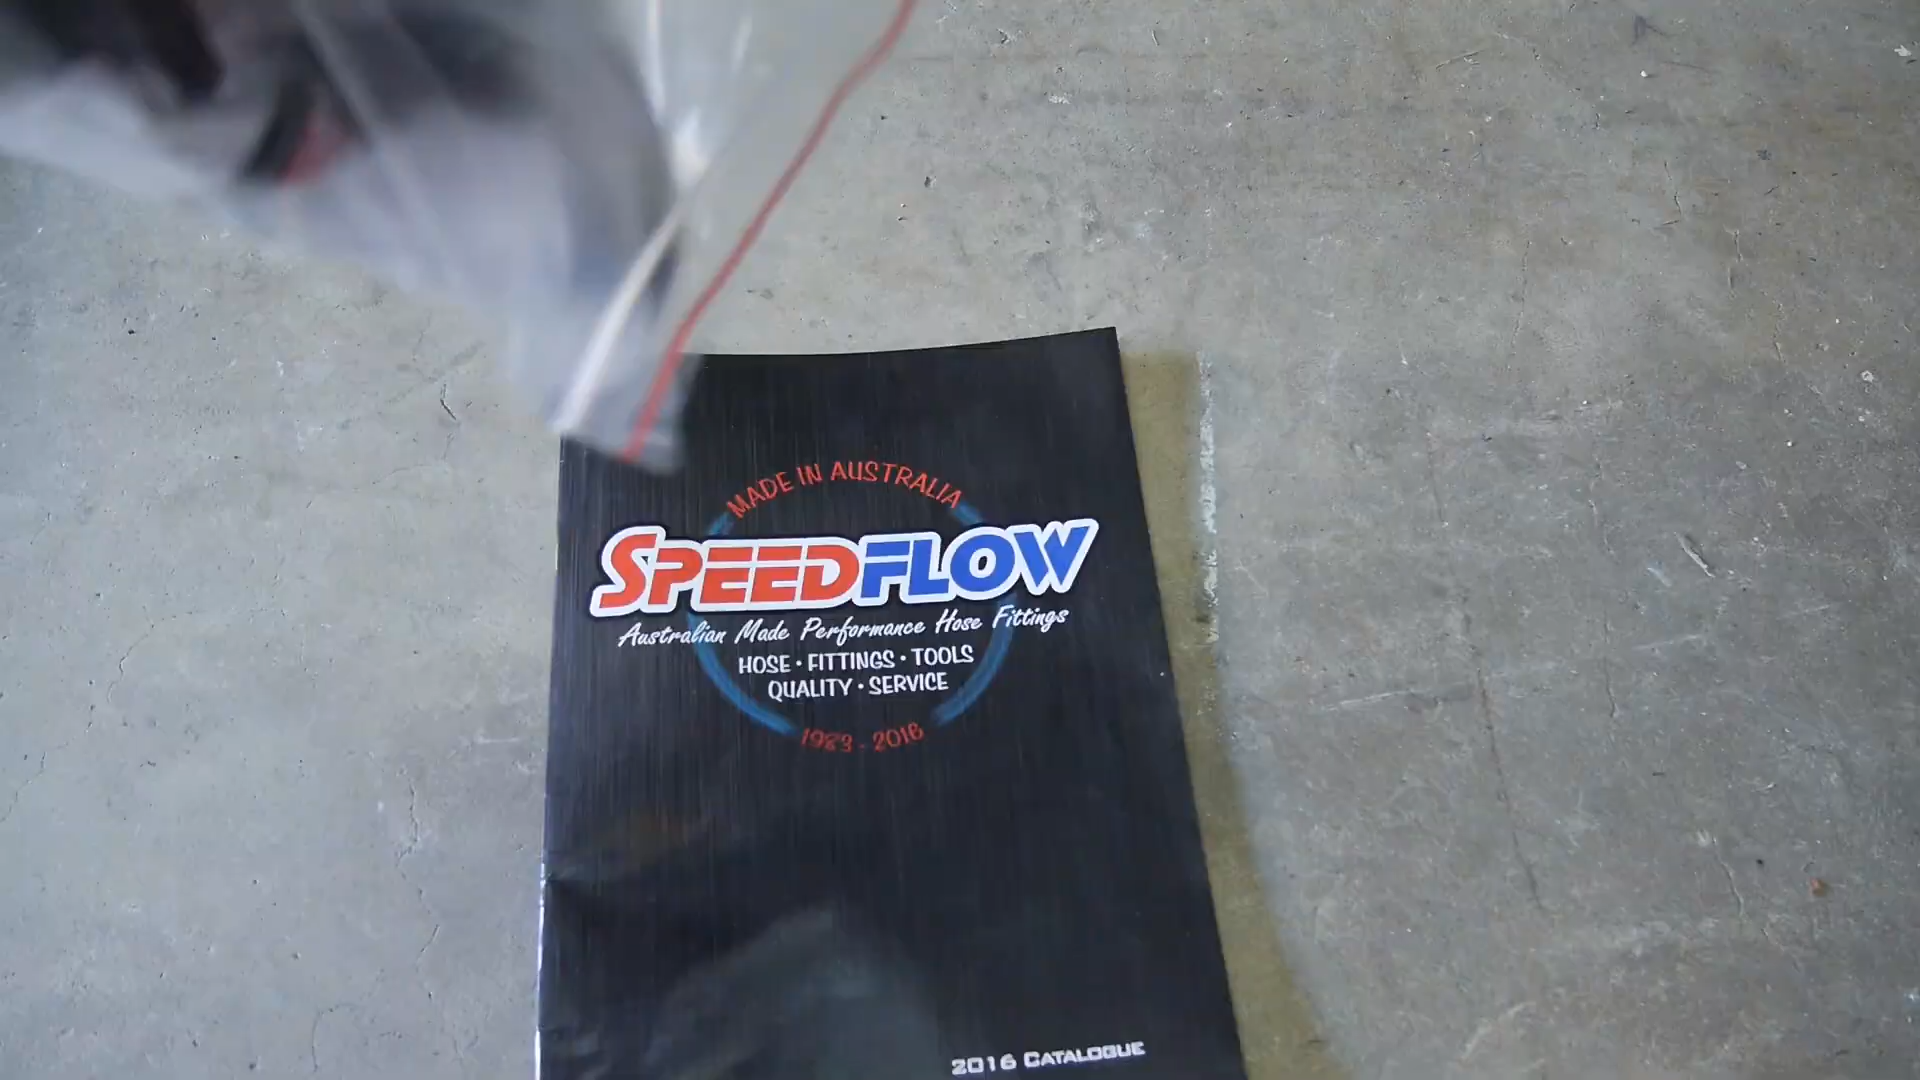 MADE IN AUSTRALIA
SPEEDFLOW
Australian Made Performance Hose Fittings
HOSE • FITTINGS • TOOLS
QUALITY • SERVICE
1983 - 2016
2016 CATALOGUE